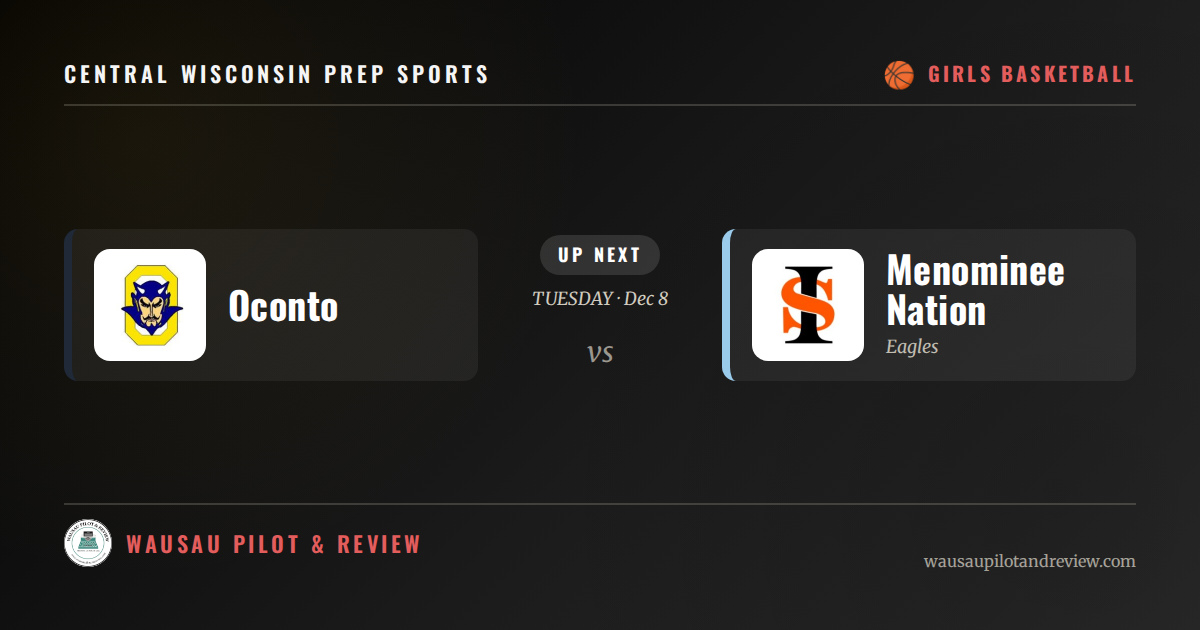 CENTRAL WISCONSIN PREP SPORTS
GIRLS BASKETBALL
Oconto
UP NEXT
TUESDAY · Dec 8
vs
Menominee
Nation
Eagles
WAUSAU PILOT & REVIEW
wausaupilotandreview.com